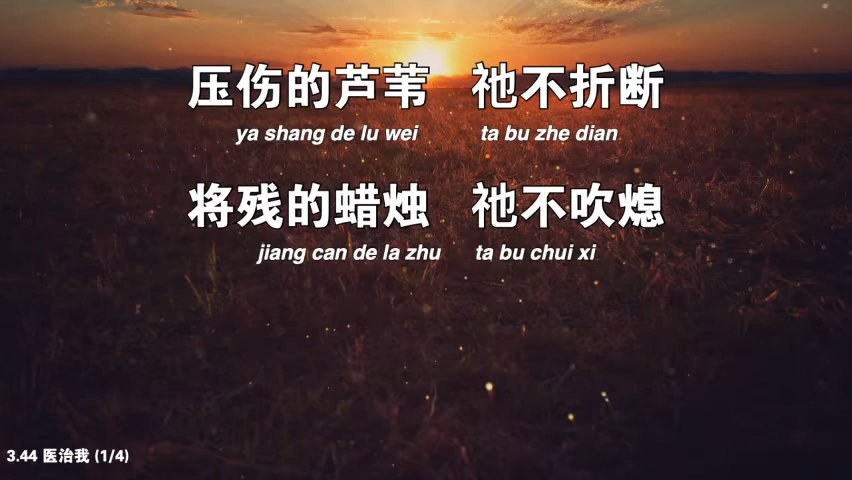 压伤的芦苇 祂不折断
ya shang de lu wei ta bu zhe dian
将残的蜡烛 祂不吹熄
jiang can de la zhu ta bu chui xi
3.44 医治我 (1/4)